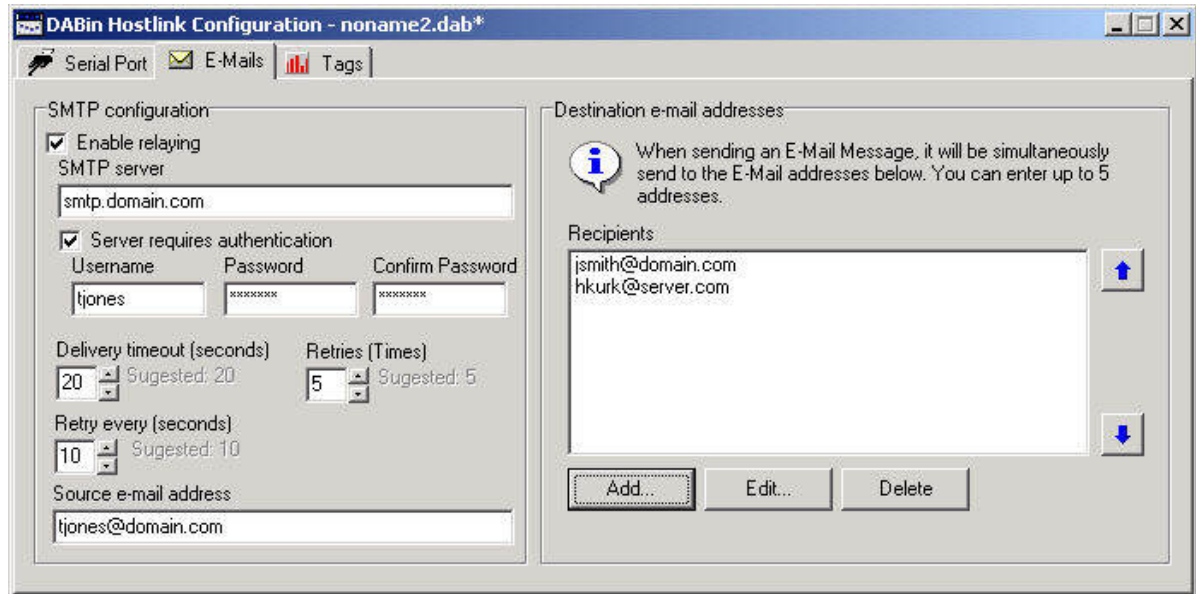 DABin Hostlink Configuration - noname2.dab*
Serial Port E-Mails Tags
SMTP configuration
Enable relaying
SMTP server
smtp.domain.com
Server requires authentication
Username Password Confirm Password
tjones ******* *******
Delivery timeout (seconds) Retries (Times)
20 Sugested: 20 5 Sugested: 5
Retry every (seconds)
10 Sugested: 10
Source e-mail address
tjones@domain.com
Destination e-mail addresses
When sending an E-Mail Message, it will be simultaneously
send to the E-Mail addresses below. You can enter up to 5
addresses.
Recipients
jsmith@domain.com
hkurk@server.com
Add... Edit... Delete